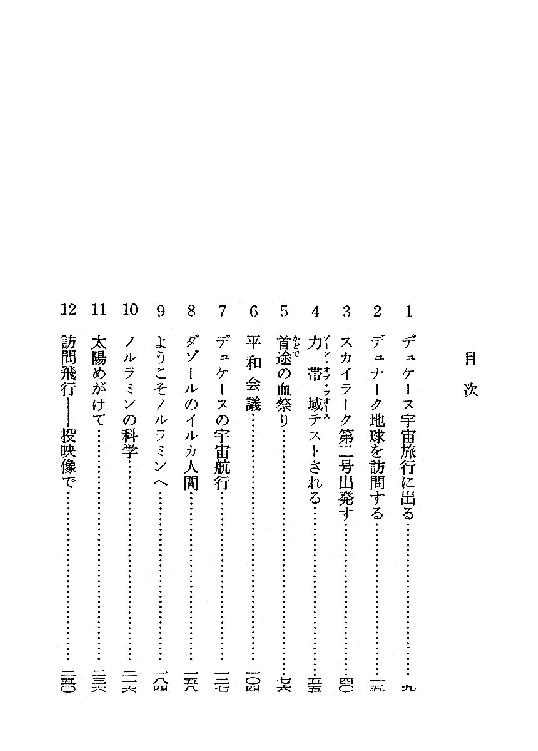 目次
1 デュケーヌ宇宙旅行に出る……九
2 デュナーク地球を訪問する……一五
3 スカイラーク第二号出発す……四〇
4 力帯域テストされる……五五
5 首途の血祭り……七六
かどで
6 平和会議……一〇四
7 デュケーヌの宇宙航行……一三七
8 ダゾールのイルカ人間……一五八
9 ようこそノルラミンへ……一八四
10 ノルラミンの科学……二一六
11 太陽めがけて……二三六
12 訪問飛行――投映像で……二五〇